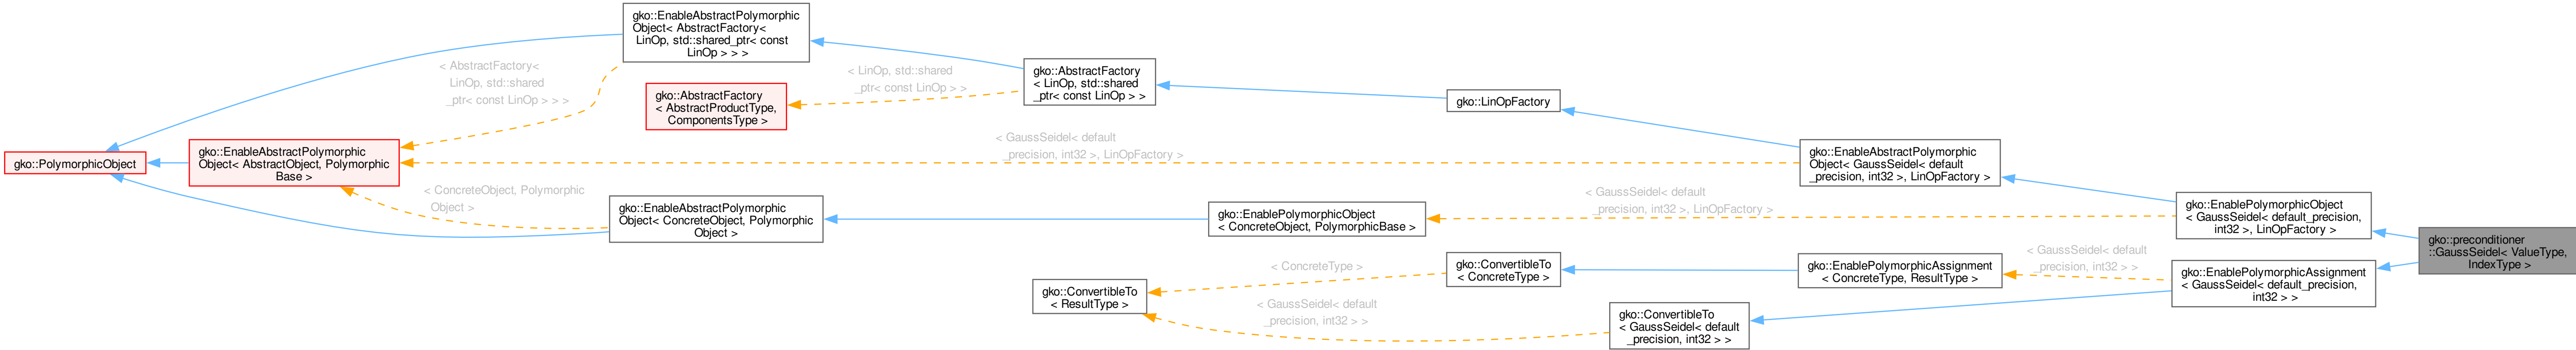 gko::PolymorphicObject
gko::EnableAbstractPolymorphic
Object< AbstractObject, Polymorphic
Base >
gko::EnableAbstractPolymorphic
Object< AbstractFactory<
LinOp, std::shared_ptr< const
LinOp > > >
< AbstractFactory<
LinOp, std::shared
_ptr< const LinOp > > >
gko::AbstractFactory
< AbstractProductType,
ComponentsType >
< LinOp, std::shared
_ptr< const LinOp > >
gko::AbstractFactory
< LinOp, std::shared
_ptr< const LinOp > >
gko::LinOpFactory
< GaussSeidel< default
_precision, int32 >, LinOpFactory >
gko::EnableAbstractPolymorphic
Object< GaussSeidel< default
_precision, int32 >, LinOpFactory >
< ConcreteObject, Polymorphic
Object >
gko::EnableAbstractPolymorphic
Object< ConcreteObject, Polymorphic
Object >
gko::EnablePolymorphicObject
< ConcreteObject, PolymorphicBase >
< GaussSeidel< default
_precision, int32 >, LinOpFactory >
gko::EnablePolymorphicObject
< GaussSeidel< default_precision,
int32 >, LinOpFactory >
gko::preconditioner
::GaussSeidel< ValueType,
IndexType >
gko::ConvertibleTo
< ResultType >
< ConcreteType >
gko::ConvertibleTo
< ConcreteType >
gko::EnablePolymorphicAssignment
< ConcreteType, ResultType >
< GaussSeidel< default
_precision, int32 > >
gko::EnablePolymorphicAssignment
< GaussSeidel< default_precision,
int32 > >
< GaussSeidel< default
_precision, int32 > >
gko::ConvertibleTo
< GaussSeidel< default
_precision, int32 > >